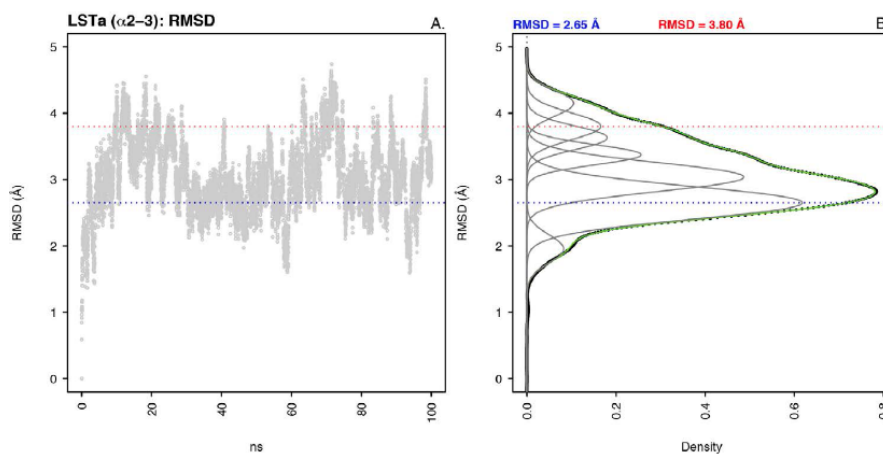 LSTa (α2–3): RMSD
A.
RMSD = 2.65 Å
RMSD = 3.80 Å
B
5
4
3
2
1
0
RMSD (Å)
0
20
40
60
80
100
ns
5
4
3
2
1
0
RMSD (Å)
0.0
0.2
0.4
0.6
0.8
Density